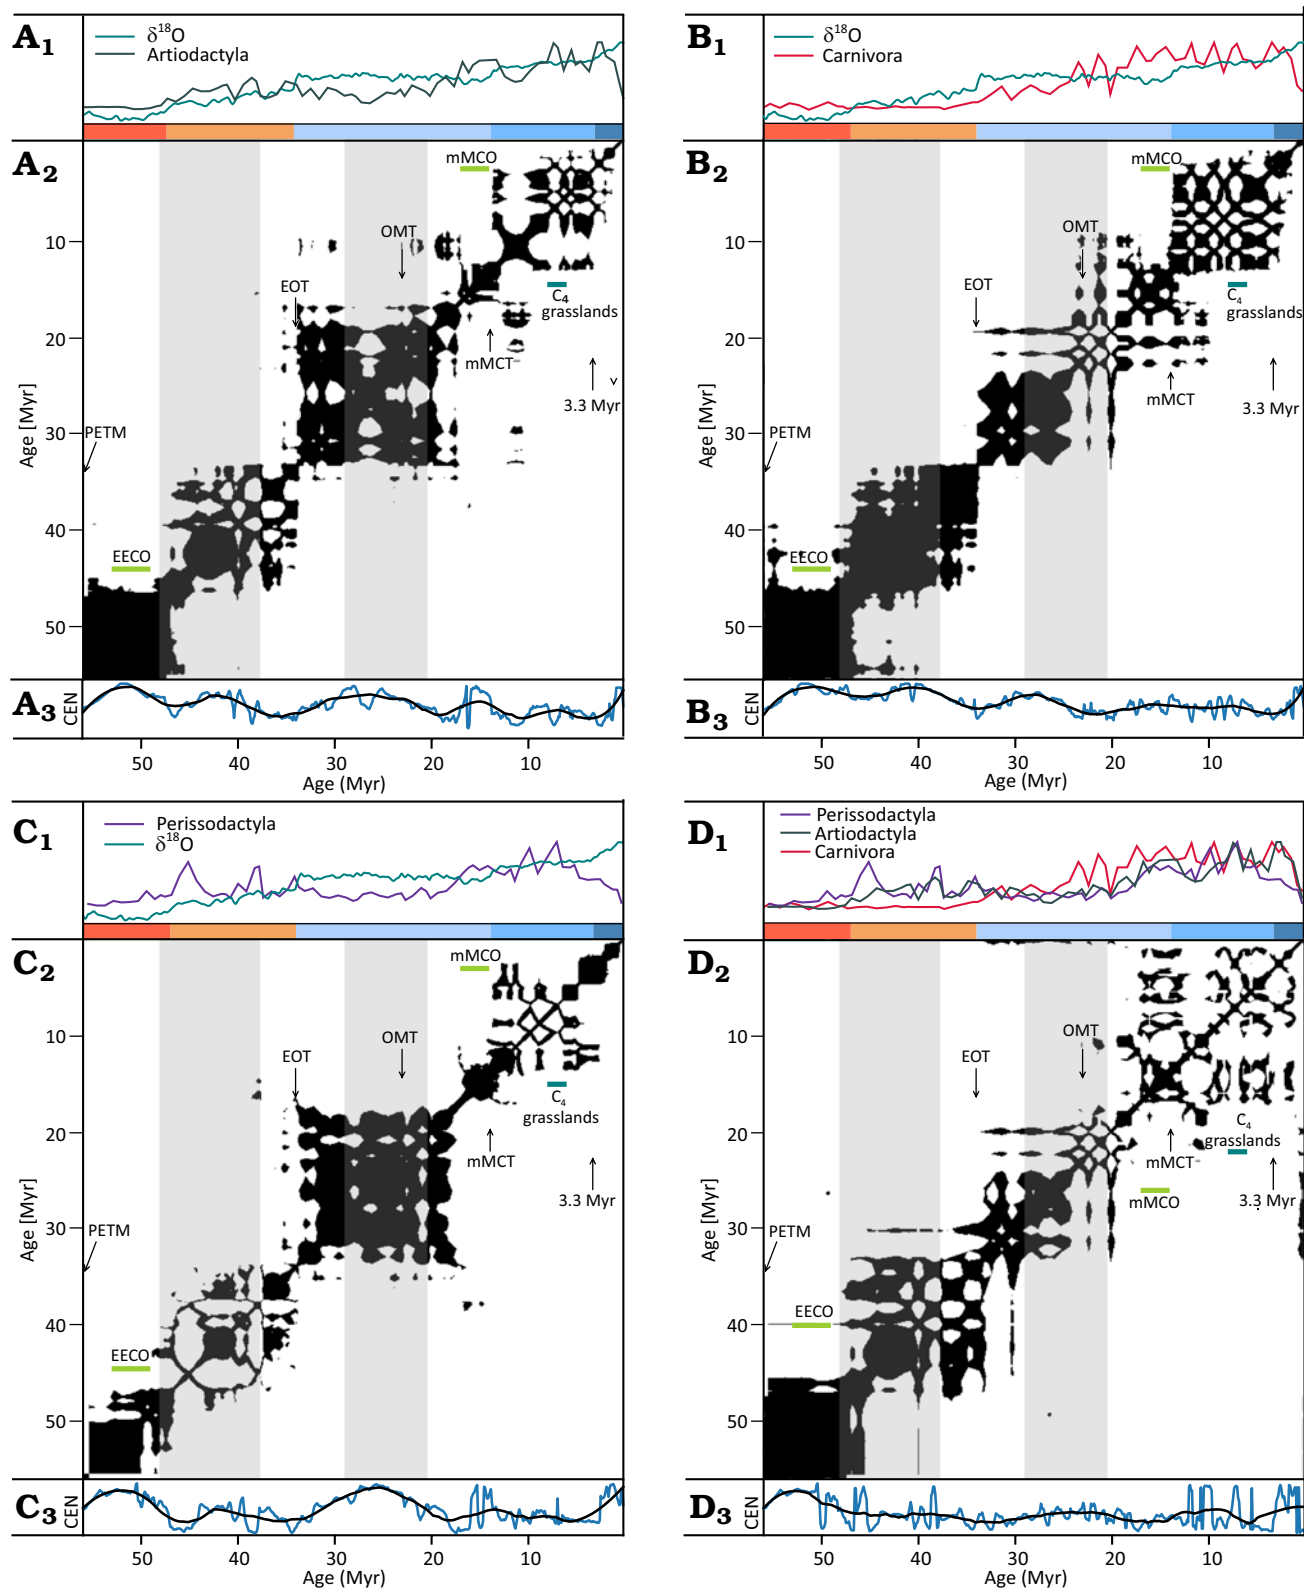 A1
δ18O
Artiodactyla
A2
mMCO
OMT
EOT
C4
grasslands
mMCT
3.3 Myr
v
PETM
EECO
10
20
30
40
50
Age [Myr]
A3
CEN
50 40 30 20 10
Age (Myr)
B1
δ18O
Carnivora
B2
mMCO
OMT
EOT
C4
grasslands
mMCT
3.3 Myr
PETM
EECO
10
20
30
40
50
Age [Myr]
B3
CEN
50 40 30 20 10
Age (Myr)
C1
Perissodactyla
δ18O
C2
mMCO
OMT
EOT
C4
grasslands
mMCT
3.3 Myr
PETM
EECO
10
20
30
40
50
Age [Myr]
C3
CEN
50 40 30 20 10
Age (Myr)
D1
Perissodactyla
Artiodactyla
Carnivora
D2
OMT
EOT
C4
grasslands
mMCT
mMCO
3.3 Myr
PETM
EECO
10
20
30
40
50
Age [Myr]
D3
CEN
50 40 30 20 10
Age (Myr)